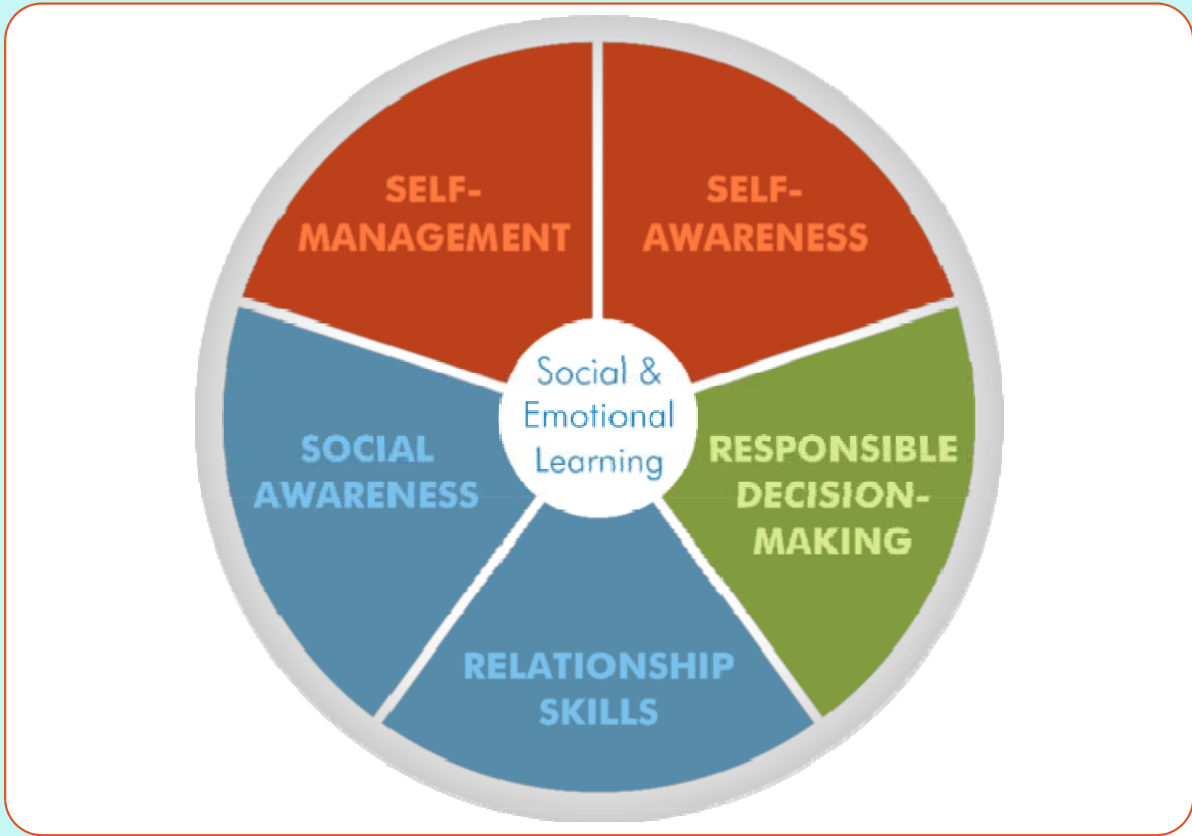 SELF-
MANAGEMENT
SELF-
AWARENESS
Social &
Emotional
Learning
SOCIAL
AWARENESS
RESPONSIBLE
DECISION-
MAKING
RELATIONSHIP
SKILLS